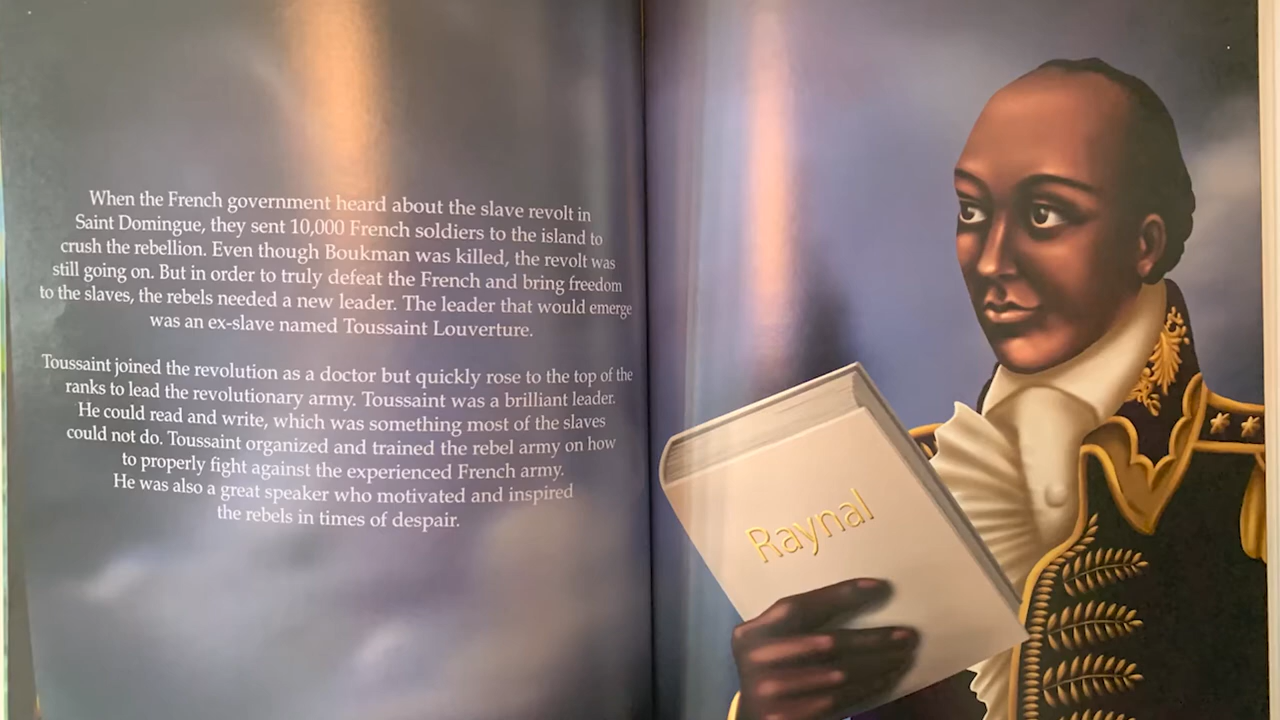 When the French government heard about the slave revolt in
Saint Domingue, they sent 10,000 French soldiers to the island to
crush the rebellion. Even though Boukman was killed, the revolt was
still going on. But in order to truly defeat the French and bring freedom
to the slaves, the rebels needed a new leader. The leader that would emerge
was an ex-slave named Toussaint Louverture.
Toussaint joined the revolution as a doctor but quickly rose to the top of the
ranks to lead the revolutionary army. Toussaint was a brilliant leader.
He could read and write, which was something most of the slaves
could not do. Toussaint organized and trained the rebel army on how
to properly fight against the experienced French army.
He was also a great speaker who motivated and inspired
the rebels in times of despair.
Raynal